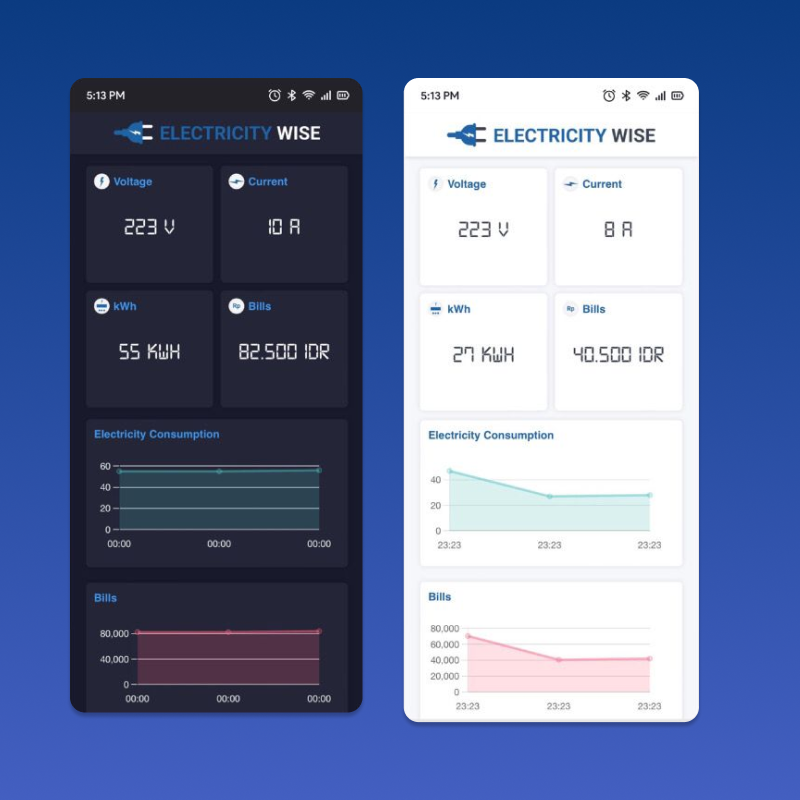 5:13 PM
ELECTRICITY WISE
Voltage
223 V
Current
10 A
kWh
55 KWH
Rp
Bills
82.500 IDR
Electricity Consumption
60
40
20
0
00:00 00:00 00:00
Bills
80,000
40,000
0
00:00 00:00 00:00
5:13 PM
ELECTRICITY WISE
Voltage
223 V
Current
8 A
kWh
27 KWH
Rp
Bills
40.500 IDR
Electricity Consumption
40
20
0
23:23 23:23 23:23
Bills
80,000
60,000
40,000
20,000
0
23:23 23:23 23:23